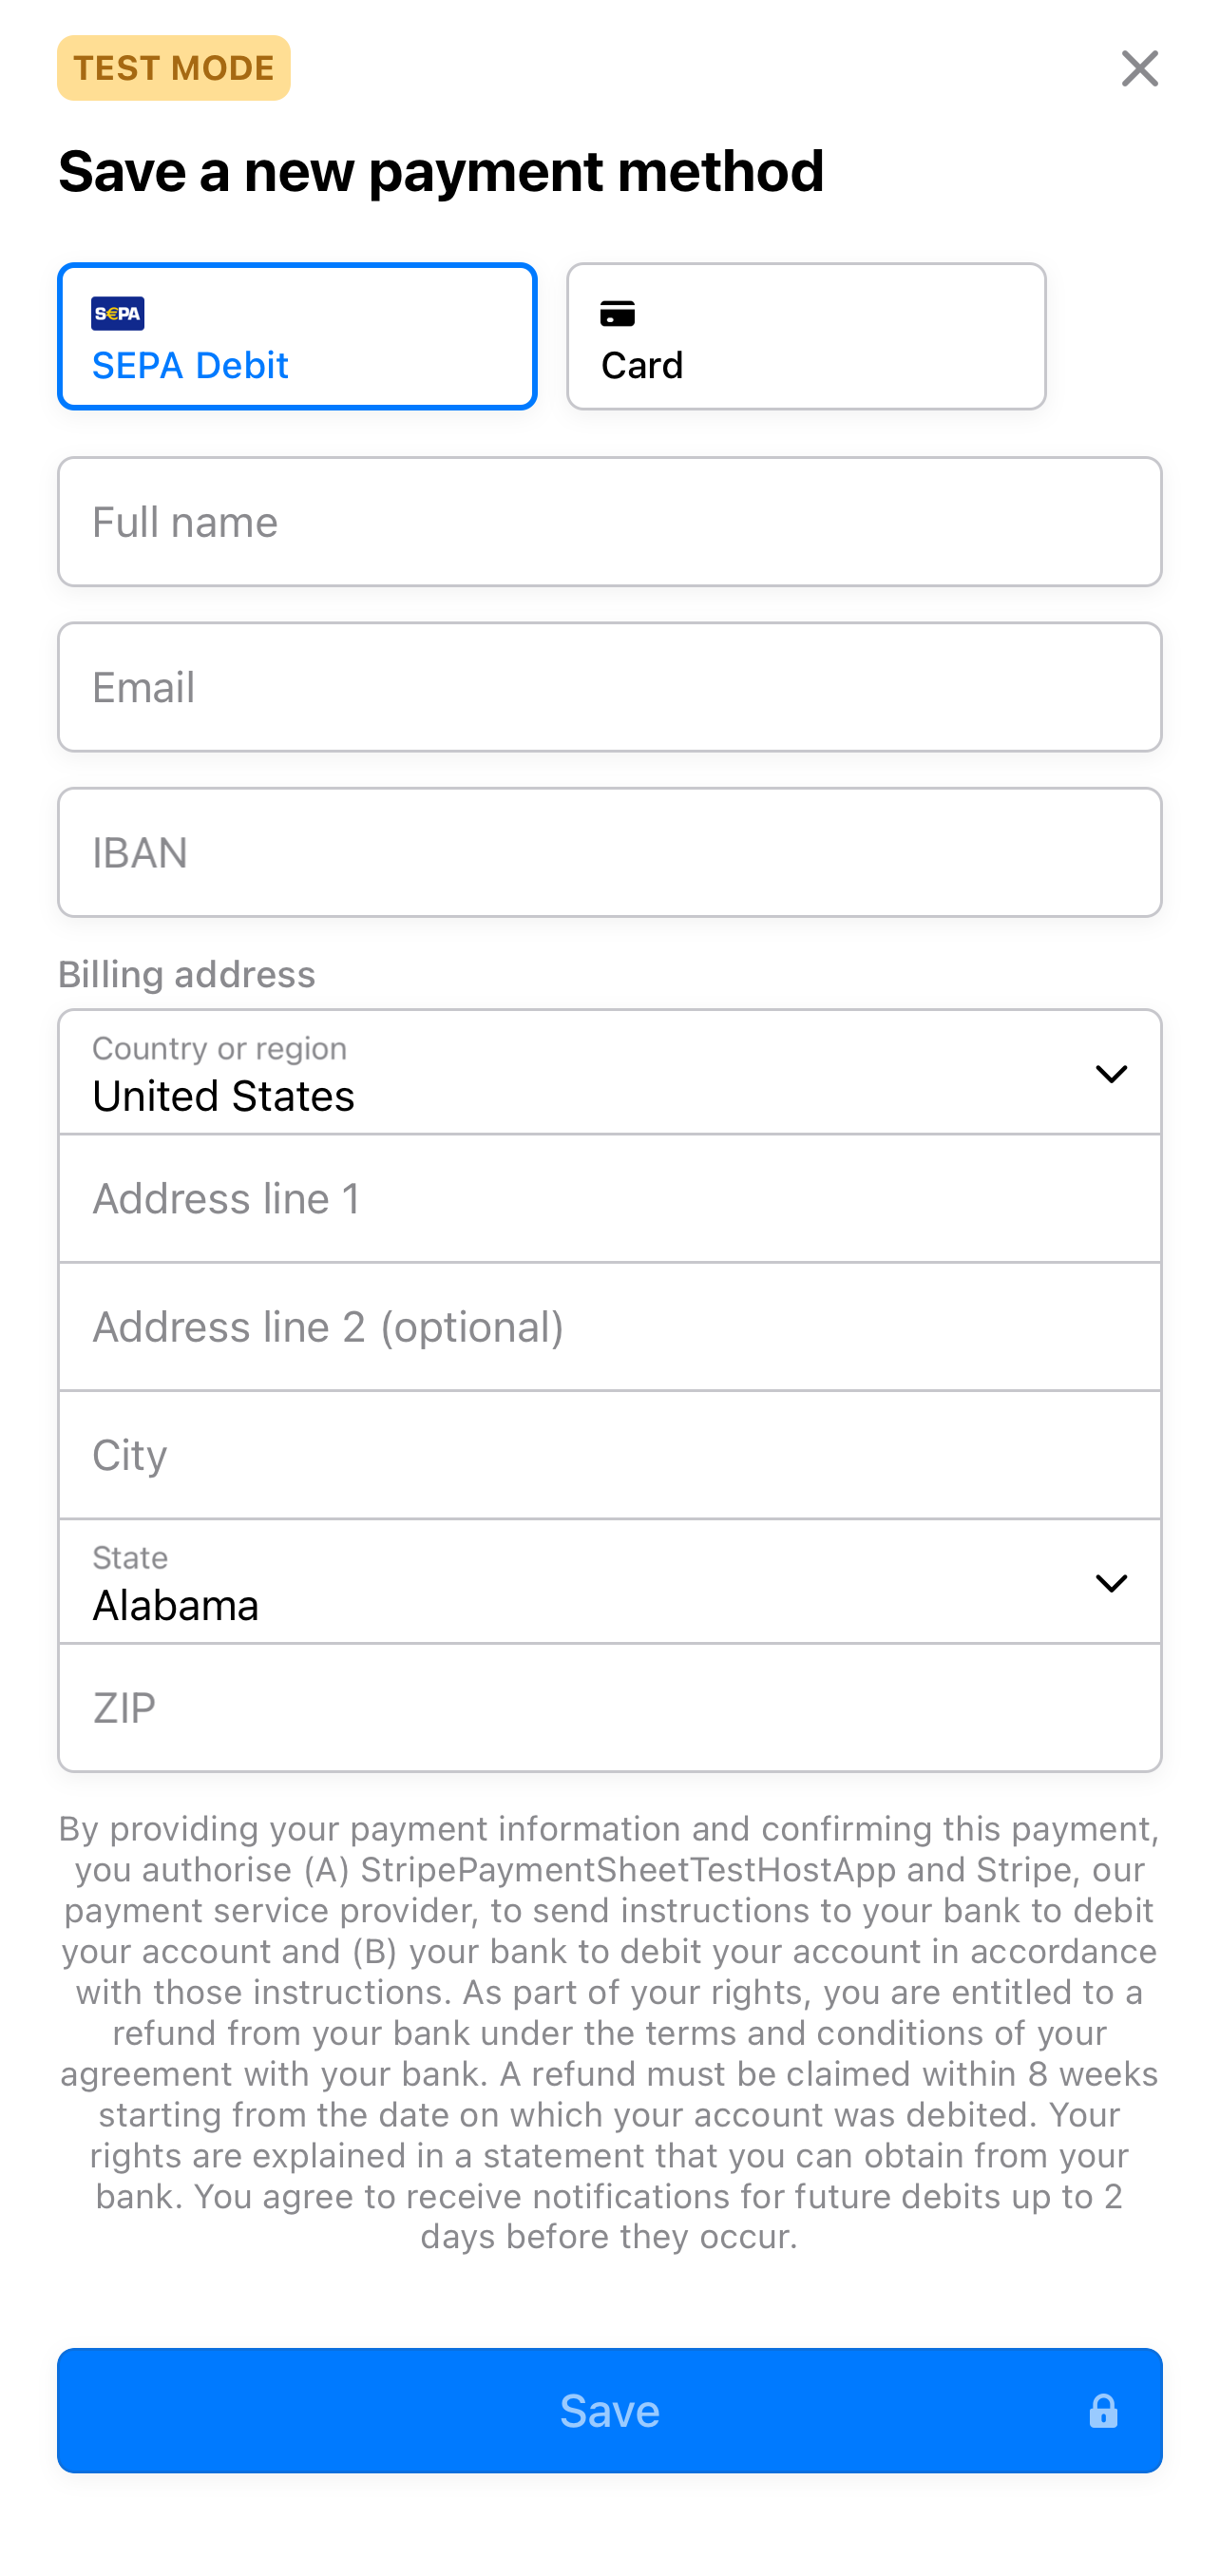 TEST MODE
Save a new payment method
S€PA
SEPA Debit
Card
Full name
Email
IBAN
Billing address
Country or region
United States
Address line 1
Address line 2 (optional)
City
State
Alabama
ZIP
By providing your payment information and confirming this payment,
you authorise (A) StripePaymentSheetTestHostApp and Stripe, our
payment service provider, to send instructions to your bank to debit
your account and (B) your bank to debit your account in accordance
with those instructions. As part of your rights, you are entitled to a
refund from your bank under the terms and conditions of your
agreement with your bank. A refund must be claimed within 8 weeks
starting from the date on which your account was debited. Your
rights are explained in a statement that you can obtain from your
bank. You agree to receive notifications for future debits up to 2
days before they occur.
Save